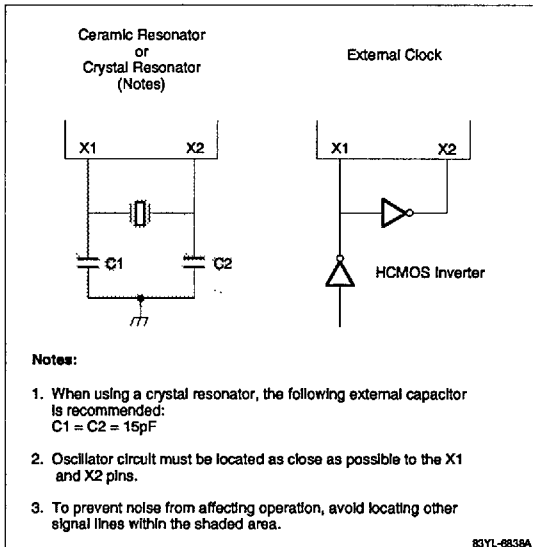 Ceramic Resonator
or
Crystal Resonator
(Notes)
External Clock
X1
X2
X1
X2
C1
C2
HCMOS Inverter
Notes:
1. When using a crystal resonator, the following external capacitor
is recommended:
C1 = C2 = 15pF
2. Oscillator circuit must be located as close as possible to the X1
and X2 pins.
3. To prevent noise from affecting operation, avoid locating other
signal lines within the shaded area.
83YL-6838A